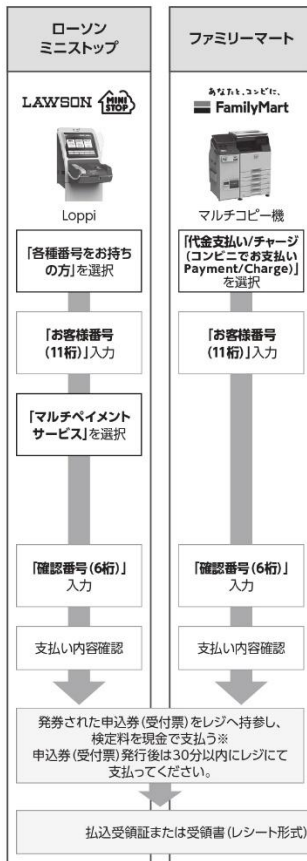 ローソン
ミニストップ
LAWSON MINI STOP
Loppi
「各種番号をお持ち
の方」を選択
「お客様番号
(11桁)」入力
「マルチペイメント
サービス」を選択
「確認番号(6桁)」
入力
支払い内容確認
ファミリーマート
あなたと、コンビに、
FamilyMart
マルチコピー機
「代金支払い/チャージ
(コンビニでお支払い
Payment/Charge)」
を選択
「お客様番号
(11桁)」入力
「確認番号(6桁)」
入力
支払い内容確認
発券された申込券(受付票)をレジへ持参し、
検定料を現金で支払う※
申込券(受付票)発行後は30分以内にレジにて
支払ってください。
払込受領証または受領書(レシート形式)